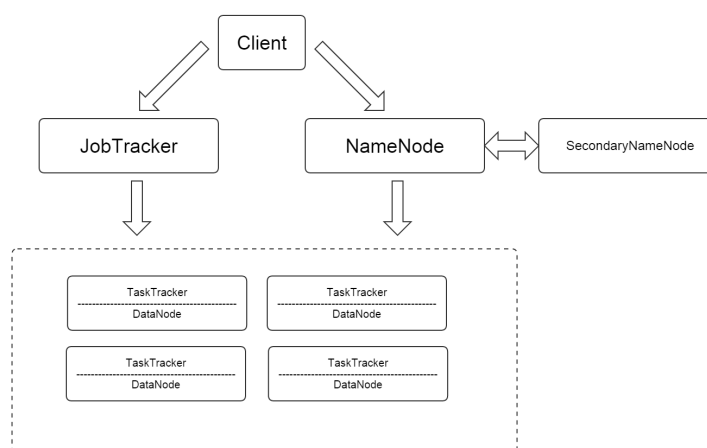 Client
JobTracker
NameNode
SecondaryNameNode
TaskTracker
DataNode
TaskTracker
DataNode
TaskTracker
DataNode
TaskTracker
DataNode